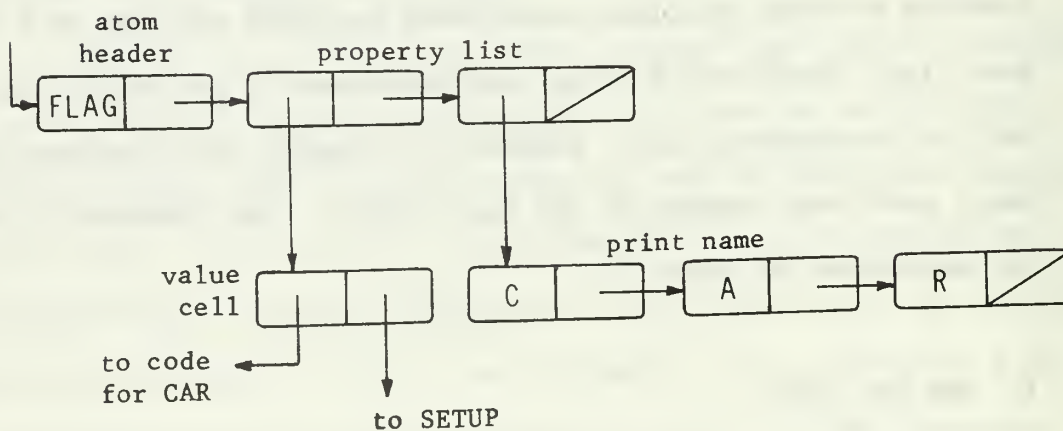 atom
header
property list
FLAG
value
cell
print name
C
A
R
to code
for CAR
to SETUP